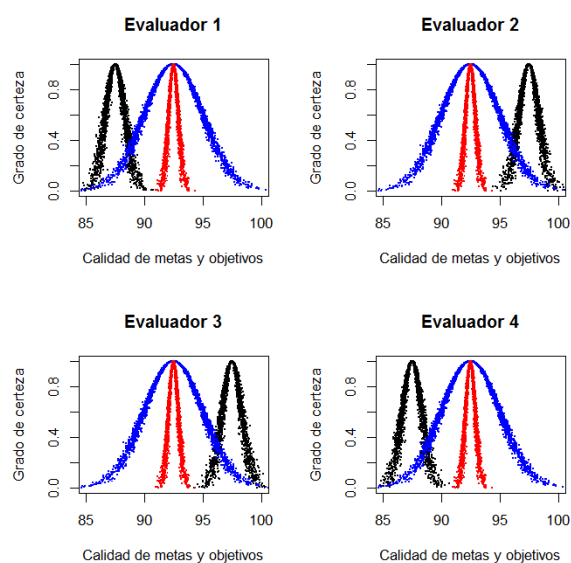 Evaluador 1
Grado de certeza
0.0 0.4 0.8
85 90 95 100
Calidad de metas y objetivos
Evaluador 2
Grado de certeza
0.0 0.4 0.8
85 90 95 100
Calidad de metas y objetivos
Evaluador 3
Grado de certeza
0.0 0.4 0.8
85 90 95 100
Calidad de metas y objetivos
Evaluador 4
Grado de certeza
0.0 0.4 0.8
85 90 95 100
Calidad de metas y objetivos